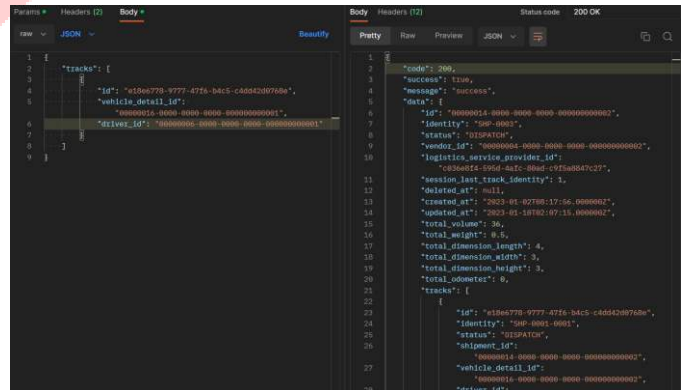 Params Headers (2) Body
raw JSON Beautify
1 {
2 "tracks": [
3 {
4 "id": "e18e6778-9777-47f6-b4c5-c4dd42d0768e",
5 "vehicle_detail_id":
"00000016-0000-0000-0000-000000000001",
6 "driver_id": "00000006-0000-0000-0000-000000000001"
7 }
8 ]
9 }
Body Headers (12) Status code 200 OK
Pretty Raw Preview JSON
1 {
2 "code": 200,
3 "success": true,
4 "message": "success",
5 "data": {
6 "id": "00000014-0000-0000-0000-000000000002",
7 "identity": "SHP-0003",
8 "status": "DISPATCH",
9 "vendor_id": "00000004-0000-0000-0000-000000000002",
10 "logistics_service_provider_id":
"c036e8f4-595d-4afc-80ad-c9f5a8847c27",
11 "session_last_track_identity": 1,
12 "deleted_at": null,
13 "created_at": "2023-01-02T08:17:56.000000Z",
14 "updated_at": "2023-01-18T02:07:15.000000Z",
15 "total_volume": 36,
16 "total_weight": 0.5,
17 "total_dimension_length": 4,
18 "total_dimension_width": 3,
19 "total_dimension_height": 3,
20 "total_odometer": 0,
21 "tracks": [
22 {
23 "id": "e18e6778-9777-47f6-b4c5-c4dd42d0768e",
24 "identity": "SHP-0001-0001",
25 "status": "DISPATCH",
26 "shipment_id":
"00000014-0000-0000-0000-000000000002",
27 "vehicle_detail_id":
"00000016-0000-0000-0000-000000000002",